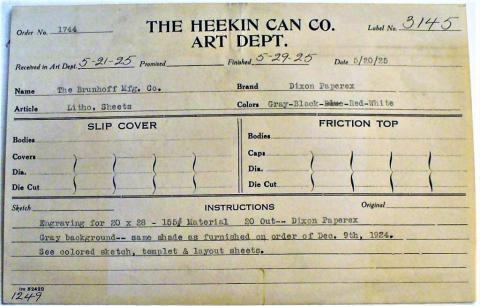 THE HEEKIN CAN CO.
ART DEPT.
Order No. 1744
Label No. 3145
Received in Art Dept. 5-21-25 Promised Finished 5-29-25 Date 5/20/25
Name The Brunhoff Mfg. Co. Brand Dixon Paperex
Article Litho. Sheets Colors Gray-Black-Blue-Red-White
SLIP COVER FRICTION TOP
Bodies Bodies
Covers Caps
Dia. Dia.
Die Cut Die Cut
Sketch INSTRUCTIONS Original
Engraving for 20 x 28 - 155# Material 20 Out-- Dixon Paperex
Gray background-- same shade as furnished on order of Dec. 9th, 1924.
See colored sketch, templet & layout sheets.
1249